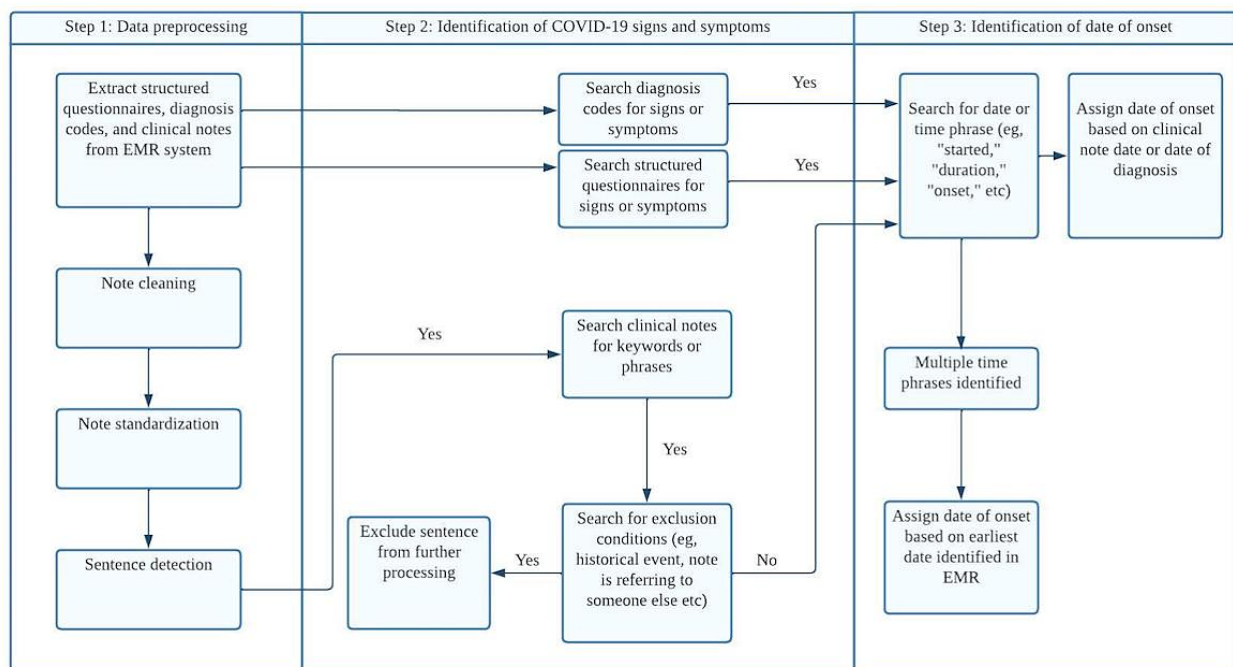 Step 1: Data preprocessing
Step 2: Identification of COVID-19 signs and symptoms
Step 3: Identification of date of onset
Extract structured
questionnaires, diagnosis
codes, and clinical notes
from EMR system
Note cleaning
Note standardization
Sentence detection
Search diagnosis
codes for signs or
symptoms
Yes
Search structured
questionnaires for
signs or symptoms
Yes
Yes
Search clinical notes
for keywords or
phrases
Yes
Search for exclusion
conditions (eg,
historical event, note
is referring to
someone else etc)
Yes
Exclude sentence
from further
processing
No
Search for date or
time phrase (eg,
"started,"
"duration,"
"onset," etc)
Assign date of onset
based on clinical
note date or date of
diagnosis
Multiple time
phrases identified
Assign date of onset
based on earliest
date identified in
EMR